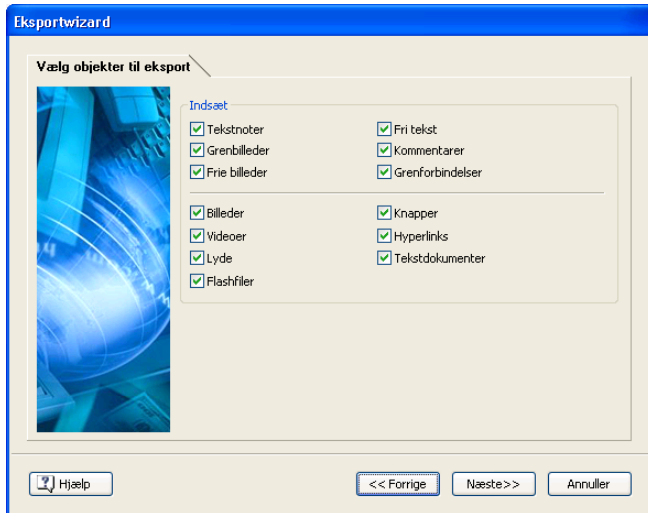 Eksportwizard
Vælg objekter til eksport
Indsæt
Tekstnoter
Fri tekst
Grenbilleder
Kommentarer
Frie billeder
Grenforbindelser
Billeder
Knapper
Videoer
Hyperlinks
Lyde
Tekstdokumenter
Flashfiler
Hjælp
<< Forrige
Næste>>
Annuller